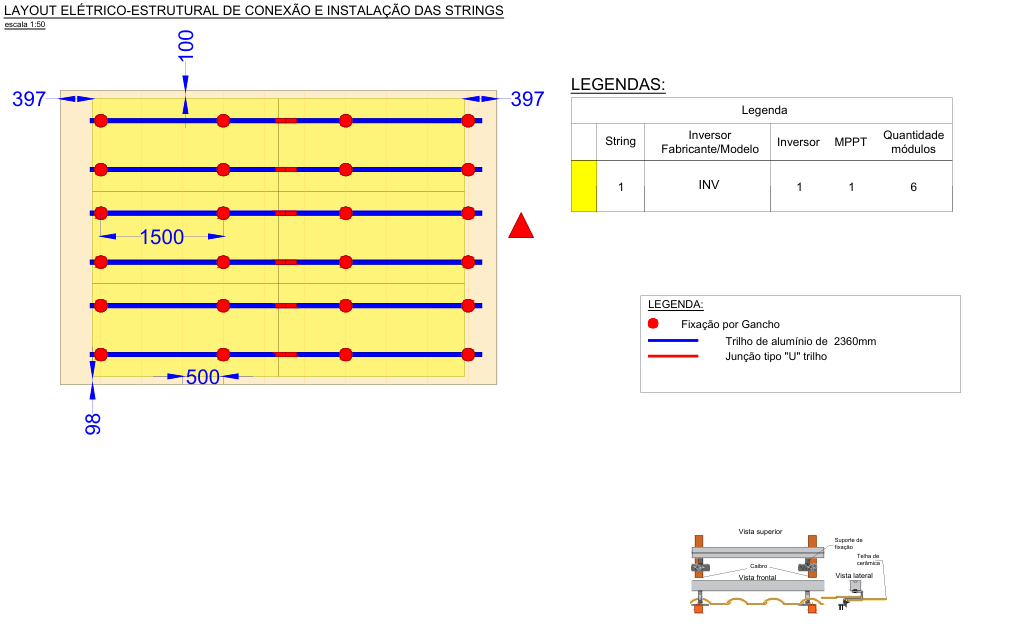 LAYOUT ELÉTRICO-ESTRUTURAL DE CONEXÃO E INSTALAÇÃO DAS STRINGS
escala 1:50
100
397
397
1500
500
98
LEGENDAS:
Legenda
String
Inversor
Fabricante/Modelo
Inversor
MPPT
Quantidade
módulos
1
INV
1
1
6
LEGENDA:
Fixação por Gancho
Trilho de alumínio de 2360mm
Junção tipo "U" trilho
Vista superior
Suporte de
fixação
Telha de
cerâmica
Caibro
Vista frontal
Vista lateral